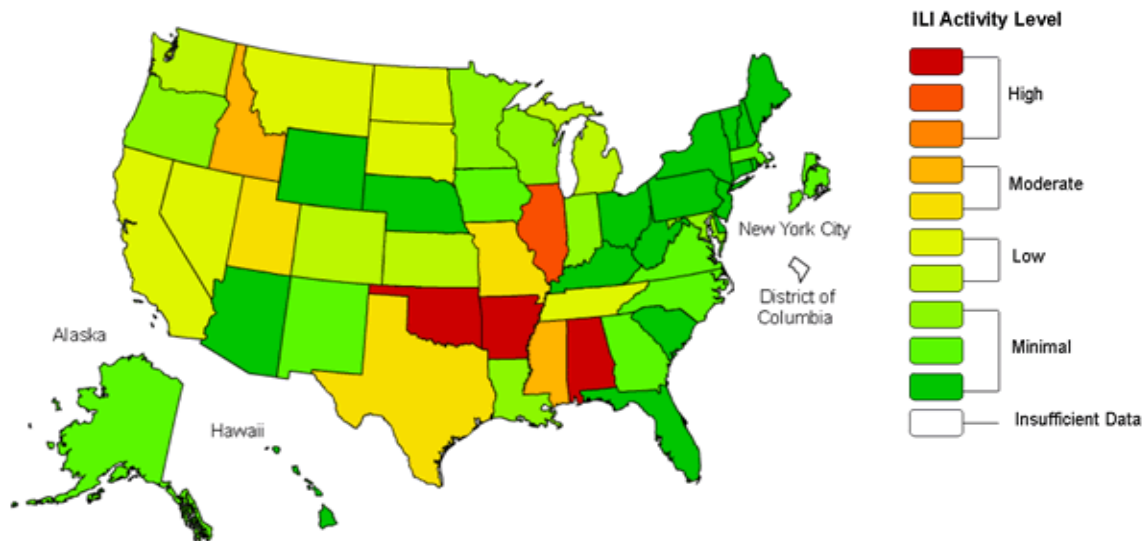 ILI Activity Level
High
Moderate
Low
Minimal
Insufficient Data
New York City
District of
Columbia
Alaska
Hawaii